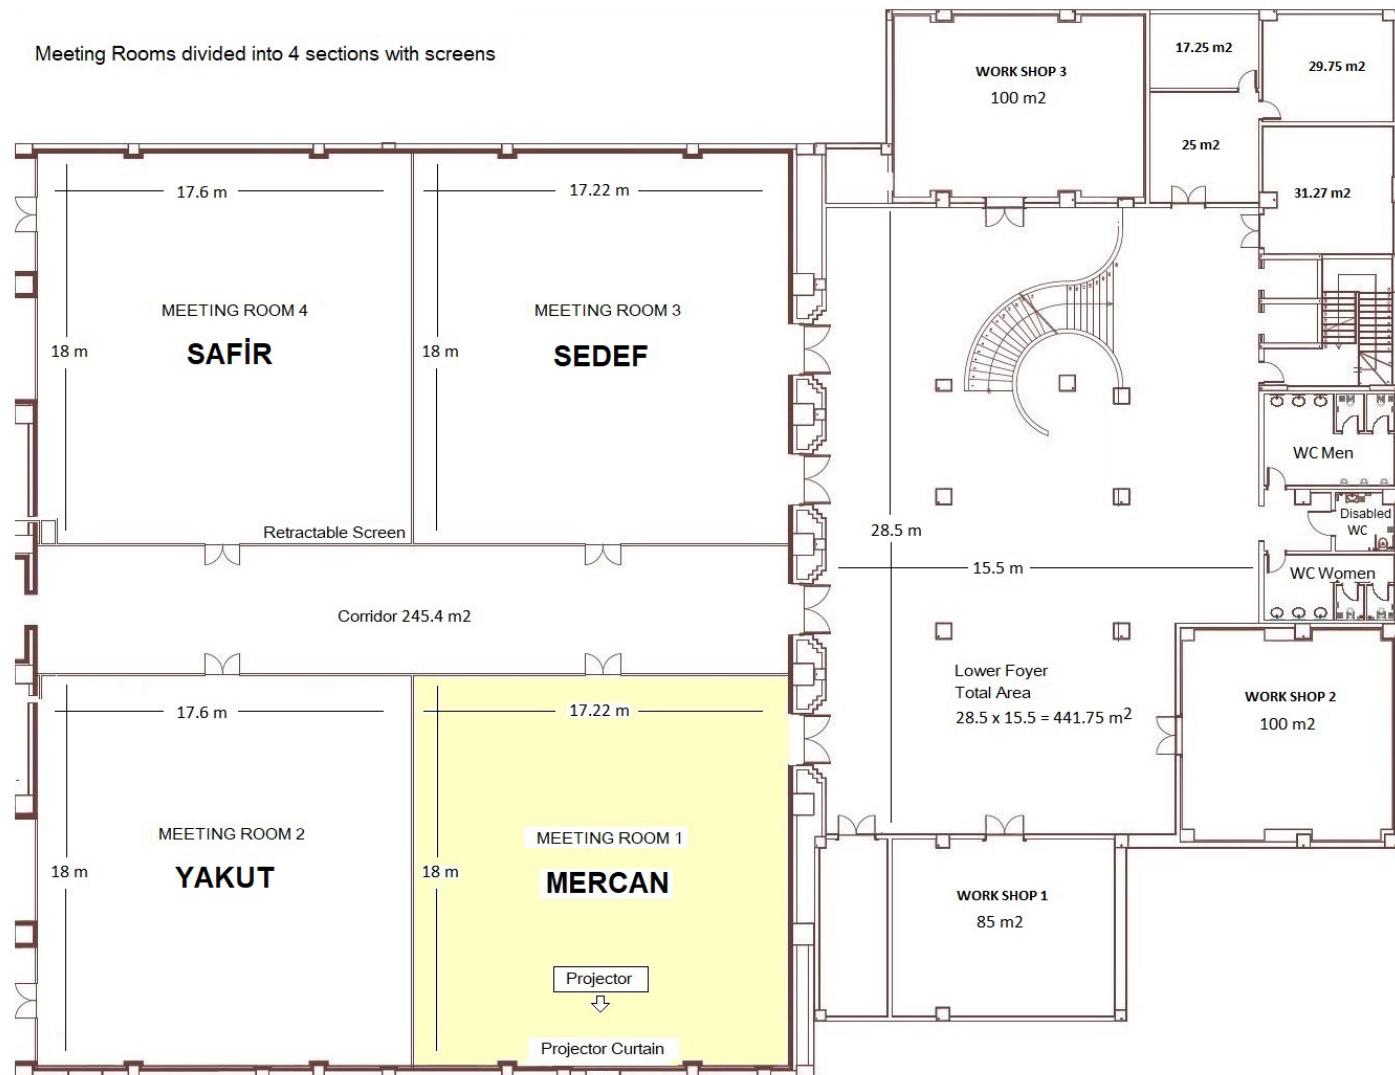 Meeting Rooms divided into 4 sections with screens
WORK SHOP 3
100 m2
17.25 m2
29.75 m2
25 m2
31.27 m2
17.6 m
17.22 m
MEETING ROOM 4
SAFİR
18 m
MEETING ROOM 3
SEDEF
18 m
Retractable Screen
28.5 m
15.5 m
WC Men
Disabled
WC
WC Women
Corridor 245.4 m2
Lower Foyer
Total Area
28.5 x 15.5 = 441.75 m²
WORK SHOP 2
100 m2
17.6 m
17.22 m
MEETING ROOM 2
YAKUT
18 m
MEETING ROOM 1
MERCAN
18 m
WORK SHOP 1
85 m2
Projector
Projector Curtain